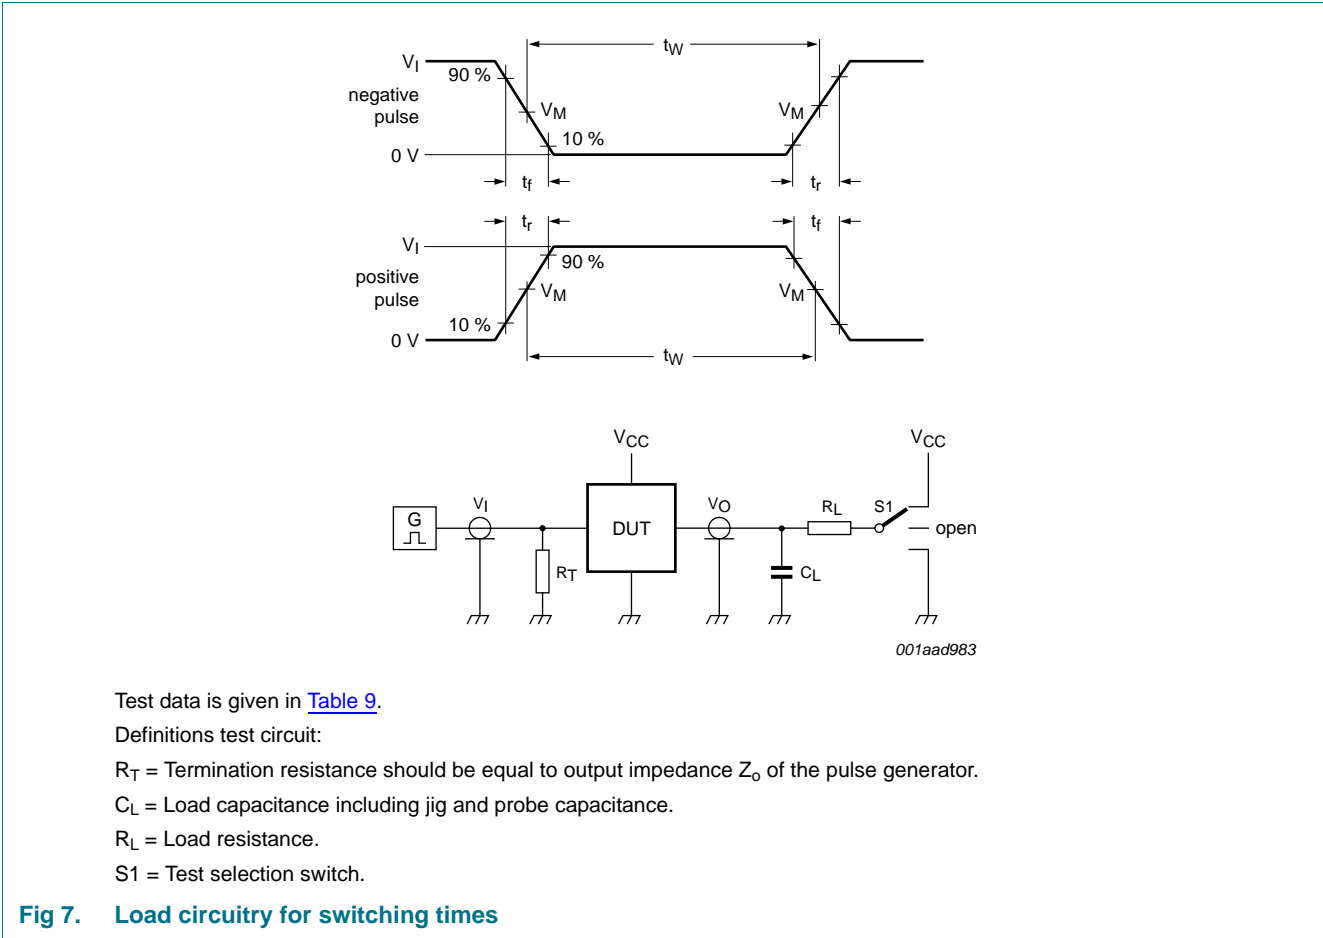 tW
VI
90 %
negative
pulse
VM
VM
10 %
0 V
tf
tr
tr
tf
VI
90 %
positive
pulse
VM
VM
10 %
0 V
tW
VCC
VCC
VI
VO
RL
S1
G
DUT
open
RT
CL
001aad983
Test data is given in Table 9.
Definitions test circuit:
RT = Termination resistance should be equal to output impedance Zo of the pulse generator.
CL = Load capacitance including jig and probe capacitance.
RL = Load resistance.
S1 = Test selection switch.
Fig 7. Load circuitry for switching times